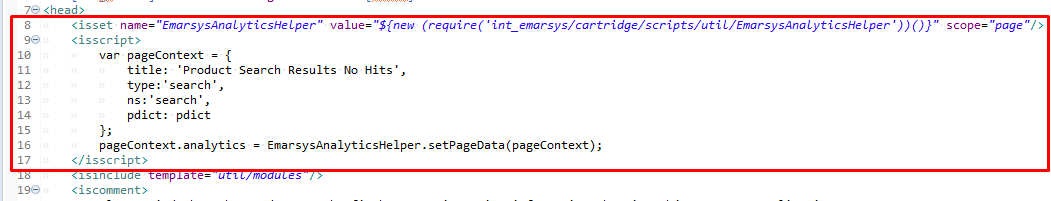 7 <head>
8 <isset name="EmarsysAnalyticsHelper" value="${new (require('int_emarsys/cartridge/scripts/util/EmarsysAnalyticsHelper'))()}" scope="page"/>
9 <isscript>
10 var pageContext = {
11 title: 'Product Search Results No Hits',
12 type:'search',
13 ns:'search',
14 pdict: pdict
15 };
16 pageContext.analytics = EmarsysAnalyticsHelper.setPageData(pageContext);
17 </isscript>
18 <isinclude template="util/modules"/>
19 <iscomment>